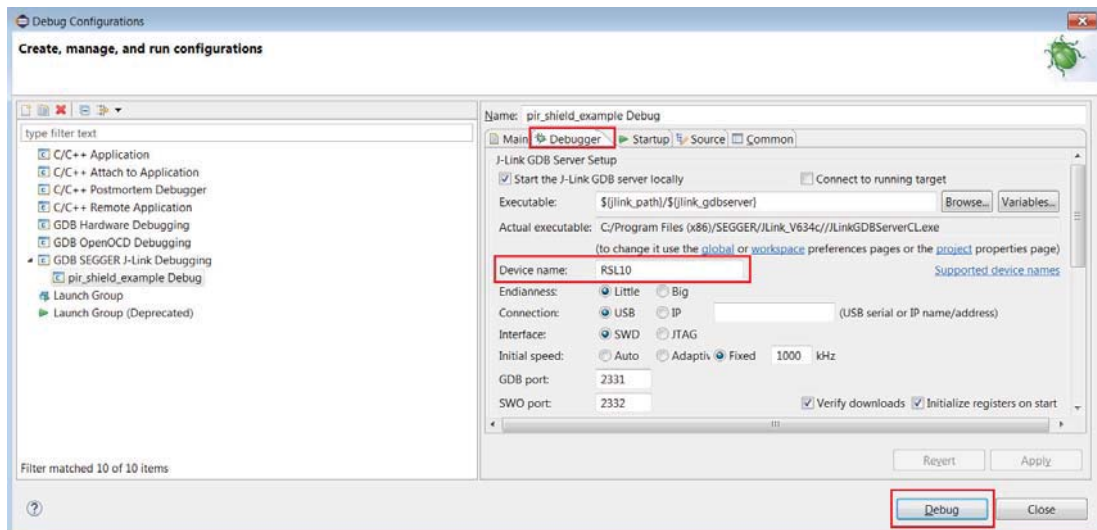 Debug Configurations
Create, manage, and run configurations
type filter text
C/C++ Application
C/C++ Attach to Application
C/C++ Postmortem Debugger
C/C++ Remote Application
GDB Hardware Debugging
GDB OpenOCD Debugging
GDB SEGGER J-Link Debugging
pir_shield_example Debug
Launch Group
Launch Group (Deprecated)
Filter matched 10 of 10 items
Name: pir_shield_example Debug
Main Debugger Startup Source Common
J-Link GDB Server Setup
Start the J-Link GDB server locally Connect to running target
Executable: ${jlink_path}/${jlink_gdbserver} Browse... Variables...
Actual executable: C:/Program Files (x86)/SEGGER/JLink_V634c//JLinkGDBServerCL.exe
(to change it use the global or workspace preferences pages or the project properties page)
Device name: RSL10 Supported device names
Endianness: Little Big
Connection: USB IP (USB serial or IP name/address)
Interface: SWD JTAG
Initial speed: Auto Adaptiv Fixed 1000 kHz
GDB port: 2331
SWO port: 2332 Verify downloads Initialize registers on start
Revert Apply
Debug Close